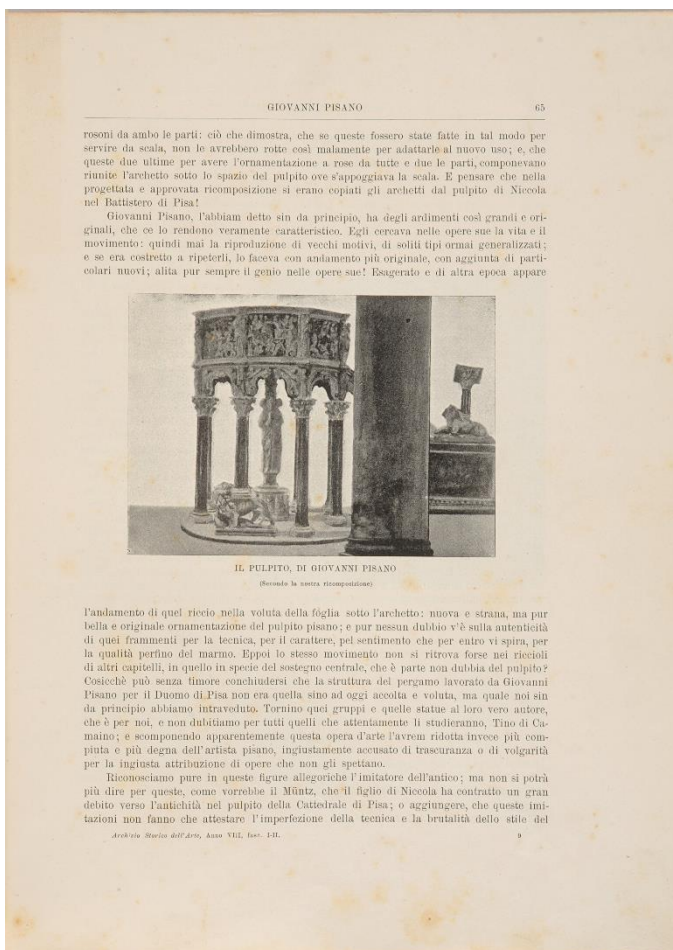 GIOVANNI PISANO 65
rosoni da ambo le parti: ciò che dimostra, che se queste fossero state fatte in tal modo per
servire da scala, non le avrebbero rotte così malamente per adattarle al nuovo uso; e, che
queste due ultime per avere l'ornamentazione a rose da tutte e due le parti, componevano
riunite l'archetto sotto lo spazio del pulpito ove s'appoggiava la scala. E pensare che nella
progettata e approvata ricomposizione si erano copiati gli archetti dal pulpito di Niccola
nel Battistero di Pisa!
Giovanni Pisano, l'abbiam detto sin da principio, ha degli ardimenti così grandi e ori-
ginali, che ce lo rendono veramente caratteristico. Egli cercava nelle opere sue la vita e il
movimento: quindi mai la riproduzione di vecchi motivi, di soliti tipi ormai generalizzati;
e se era costretto a ripeterli, lo faceva con andamento più originale, con aggiunta di parti-
colari nuovi; alita pur sempre il genio nelle opere sue! Esagerato e di altra epoca appare
IL PULPITO, DI GIOVANNI PISANO
(Secondo la nostra ricomposizione)
l'andamento di quel riccio nella voluta della foglia sotto l'archetto: nuova e strana, ma pur
bella e originale ornamentazione del pulpito pisano; e pur nessun dubbio v'è sulla autenticità
di quei frammenti per la tecnica, per il carattere, pel sentimento che per entro vi spira, per
la qualità perfino del marmo. Eppoi lo stesso movimento non si ritrova forse nei riccioli
di altri capitelli, in quello in specie del sostegno centrale, che è parte non dubbia del pulpito?
Cosicchè può senza timore conchiudersi che la struttura del pergamo lavorato da Giovanni
Pisano per il Duomo di Pisa non era quella sino ad oggi accolta e voluta, ma quale noi sin
da principio abbiamo intraveduto. Tornino quei gruppi e quelle statue al loro vero autore,
che è per noi, e non dubitiamo per tutti quelli che attentamente li studieranno, Tino di Ca-
maino; e scomponendo apparentemente questa opera d'arte l'avrem ridotta invece più com-
piuta e più degna dell'artista pisano, ingiustamente accusato di trascuranza o di volgarità
per la ingiusta attribuzione di opere che non gli spettano.
Riconosciamo pure in queste figure allegoriche l'imitatore dell'antico; ma non si potrà
più dire per queste, come vorrebbe il Müntz, che il figlio di Niccola ha contratto un gran
debito verso l'antichità nel pulpito della Cattedrale di Pisa; o aggiungere, che queste imi-
tazioni non fanno che attestare l'imperfezione della tecnica e la brutalità dello stile del
Archivio Storico dell'Arte, Anno VIII, fasc. I-II. 9